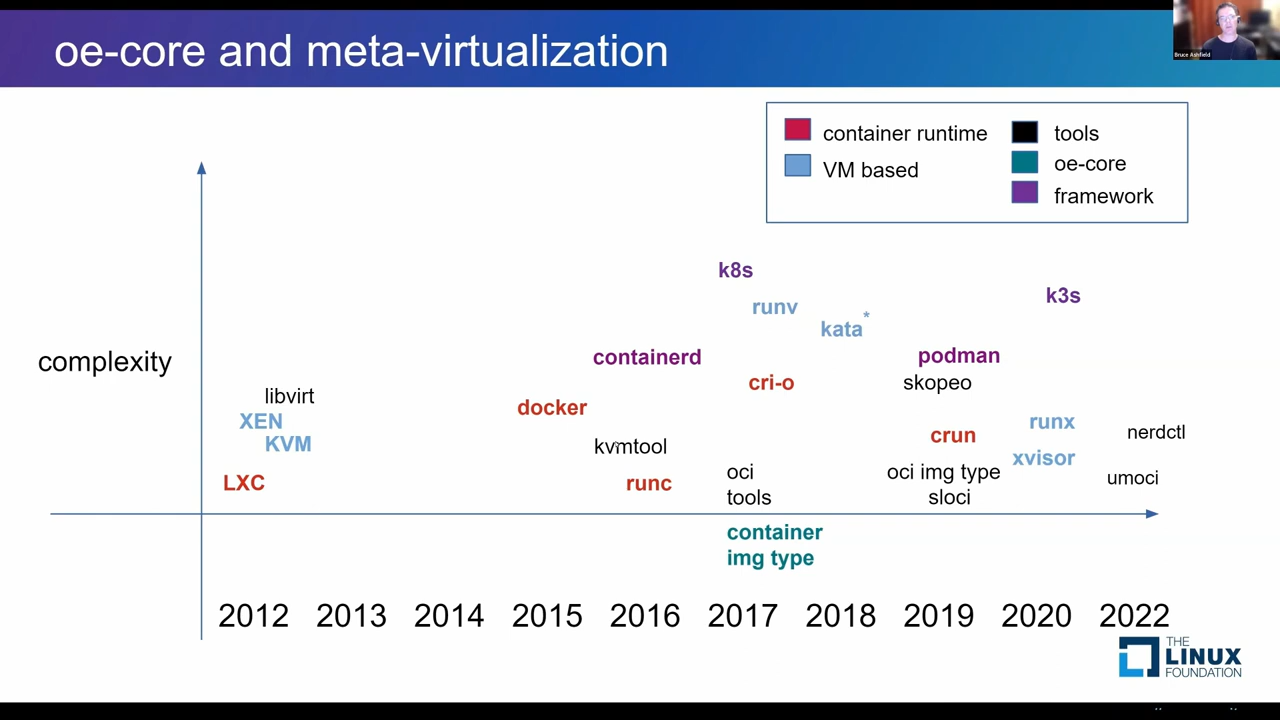 oe-core and meta-virtualization
Bruce Ashfield
container runtime
VM based
tools
oe-core
framework
complexity
k8s
runv
kata*
k3s
containerd
podman
skopeo
cri-o
libvirt
XEN
KVM
docker
kvmtool
crun
runx
xvisor
nerdctl
LXC
runc
oci
tools
oci img type
sloci
umoci
container
img type
2012 2013 2014 2015 2016 2017 2018 2019 2020 2022
THE
LINUX
FOUNDATION